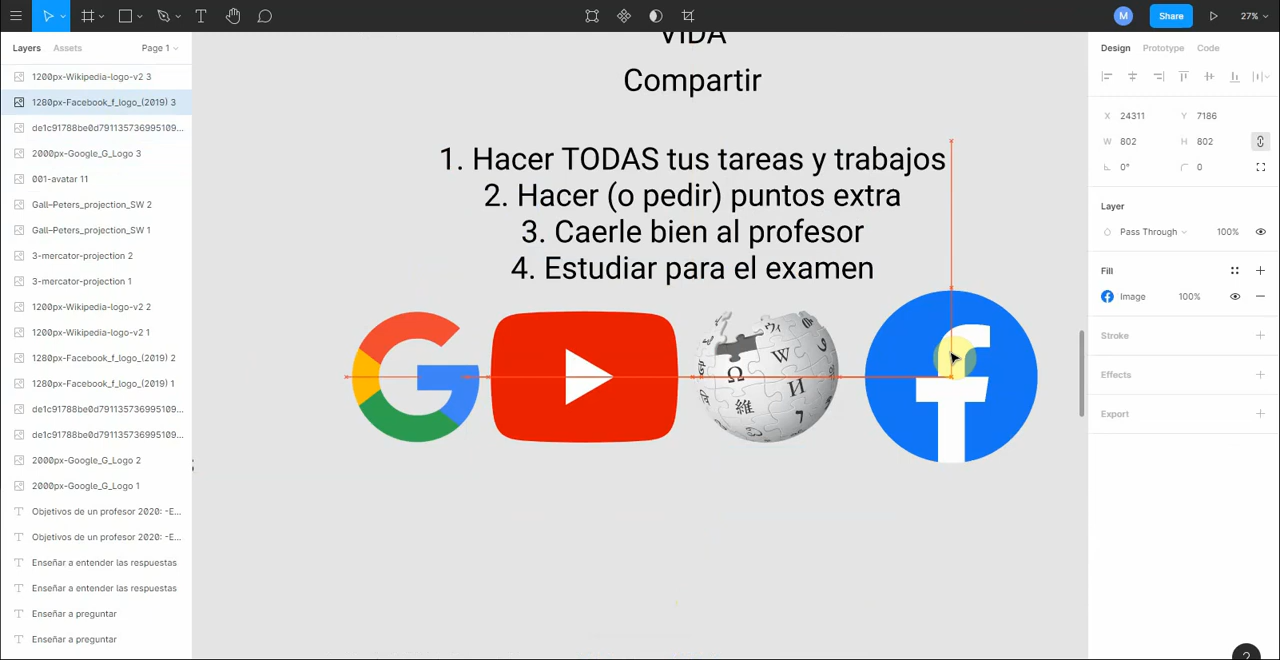 M
Share
27%
Layers
Assets
Page 1
1200px-Wikipedia-logo-v2 3
1280px-Facebook_f_logo_(2019) 3
de1c91788be0d791135736995109...
2000px-Google_G_Logo 3
001-avatar 11
Gall–Peters_projection_SW 2
Gall–Peters_projection_SW 1
3-mercator-projection 2
3-mercator-projection 1
1200px-Wikipedia-logo-v2 2
1200px-Wikipedia-logo-v2 1
1280px-Facebook_f_logo_(2019) 2
1280px-Facebook_f_logo_(2019) 1
de1c91788be0d791135736995109...
de1c91788be0d791135736995109...
2000px-Google_G_Logo 2
2000px-Google_G_Logo 1
Objetivos de un profesor 2020: -E...
Objetivos de un profesor 2020: -E...
Enseñar a entender las respuestas
Enseñar a entender las respuestas
Enseñar a preguntar
Enseñar a preguntar
VIDA
Compartir
1. Hacer TODAS tus tareas y trabajos
2. Hacer (o pedir) puntos extra
3. Caerle bien al profesor
4. Estudiar para el examen
G
Ω W И 維
f
Design
Prototype
Code
X 24311 Y 7186
W 802 H 802
0° 0
Layer
Pass Through 100%
Fill
Image 100%
Stroke
Effects
Export
?